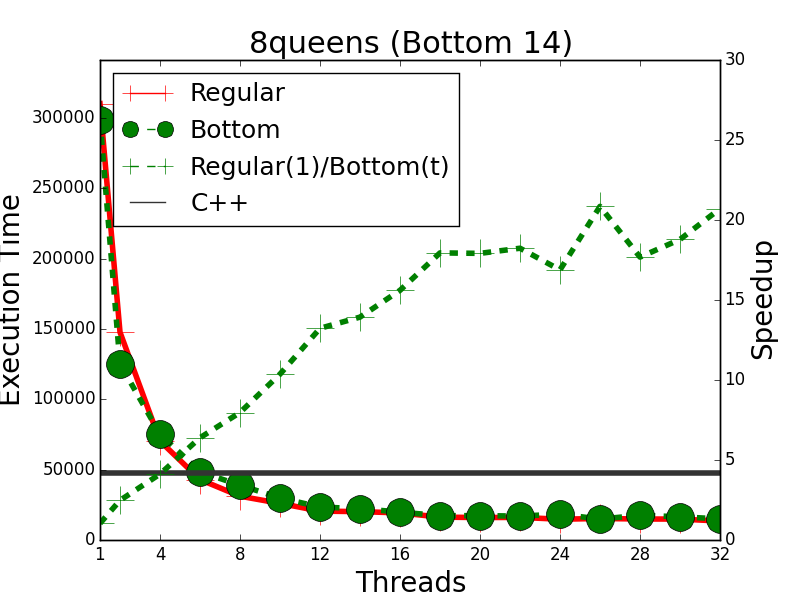 8queens (Bottom 14)
Regular
Bottom
Regular(1)/Bottom(t)
C++
Execution Time
300000
250000
200000
150000
100000
50000
0
30
25
20
15
10
5
0
Speedup
1 4 8 12 16 20 24 28 32
Threads